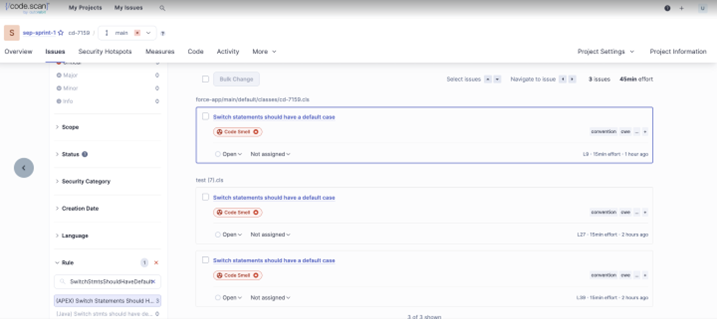 code.scan
My Projects My Issues
sep-sprint-1 cd-7159 / main
Overview Issues Security Hotspots Measures Code Activity More Project Settings Project Information
Major 0
Minor 0
Info 0
Scope
Status
Security Category
Creation Date
Language
Rule 1
SwitchStmtsShouldHaveDefault
(APEX) Switch Statements Should H... 3
(Java) Switch stmts should have de... 0
Bulk Change Select issues Navigate to issue 3 issues 45min effort
force-app/main/default/classes/cd-7159.cls
Switch statements should have a default case
Code Smell convention cwe ...
Open Not assigned L8 · 15min effort · 1 hour ago
test (7).cls
Switch statements should have a default case
Code Smell convention cwe ...
Open Not assigned L27 · 15min effort · 2 hours ago
Switch statements should have a default case
Code Smell convention cwe ...
Open Not assigned 15min effort · 2 hours ago
3 of 3 shown